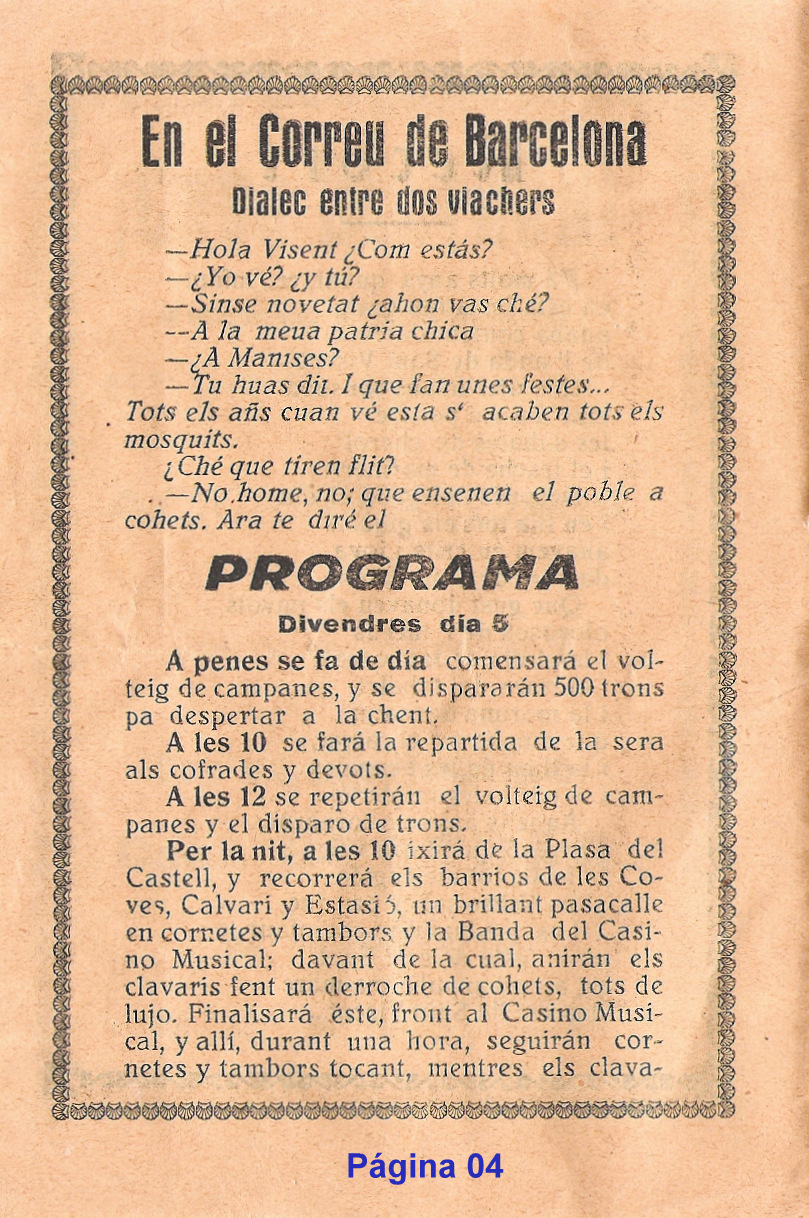 En el Correu de Barcelona
Dialec entre dos viachers
—Hola Visent ¿Com estás?
—¿Yo vé? ¿y tú?
—Sinse novetat ¿ahon vas ché?
--A la meua patria chica
—¿A Manises?
—Tu huas dit. I que fan unes festes...
Tots els añs cuan vé esta s‘ acaben tots els
mosquits.
¿Ché que tiren flit?
—No home, no; que ensenen el poble a
cohets. Ara te diré el
PROGRAMA
Divendres día 5
A penes se fa de día comensará el vol-
teig de campanes, y se dispararán 500 trons
pa despertar a la chent.
A les 10 se fará la repartida de la sera
als cofrades y devots.
A les 12 se repetirán el volteig de cam-
panes y el disparo de trons.
Per la nit, a les 10 ixirá de la Plasa del
Castell, y recorrerá els barrios de les Co-
ves, Calvari y Estasió, un brillant pasacalle
en cornetes y tambors y la Banda del Casi-
no Musical; davant de la cual, anirán els
clavaris fent un derroche de cohets, tots de
lujo. Finalisará éste, front al Casino Musi-
cal, y allí, durant una hora, seguirán cor-
netes y tambors tocant, mentres els clava-
Página 04